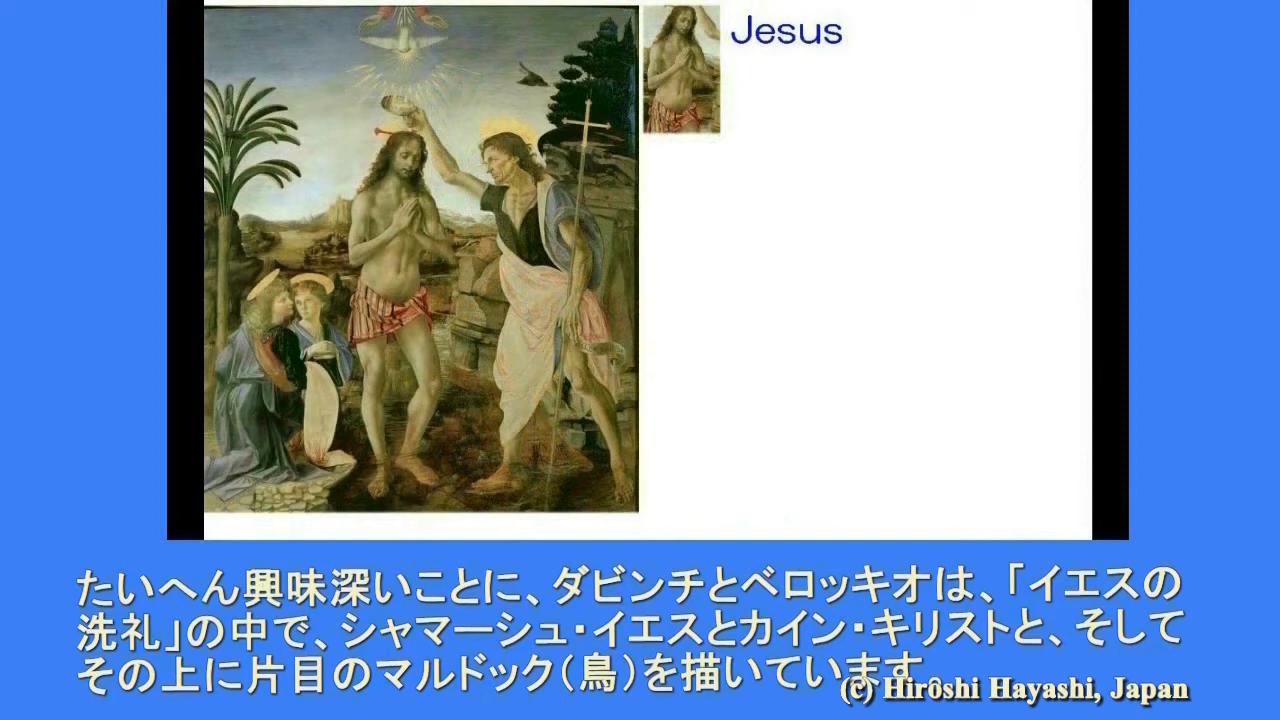 Jesus
たいへん興味深いことに、ダビンチとベロッキオは、「イエスの
洗礼」の中で、シャマーシュ・イエスとカイン・キリストと、そして
その上に片目のマルドック（鳥）を描いています
(c) Hiroshi Hayashi, Japan